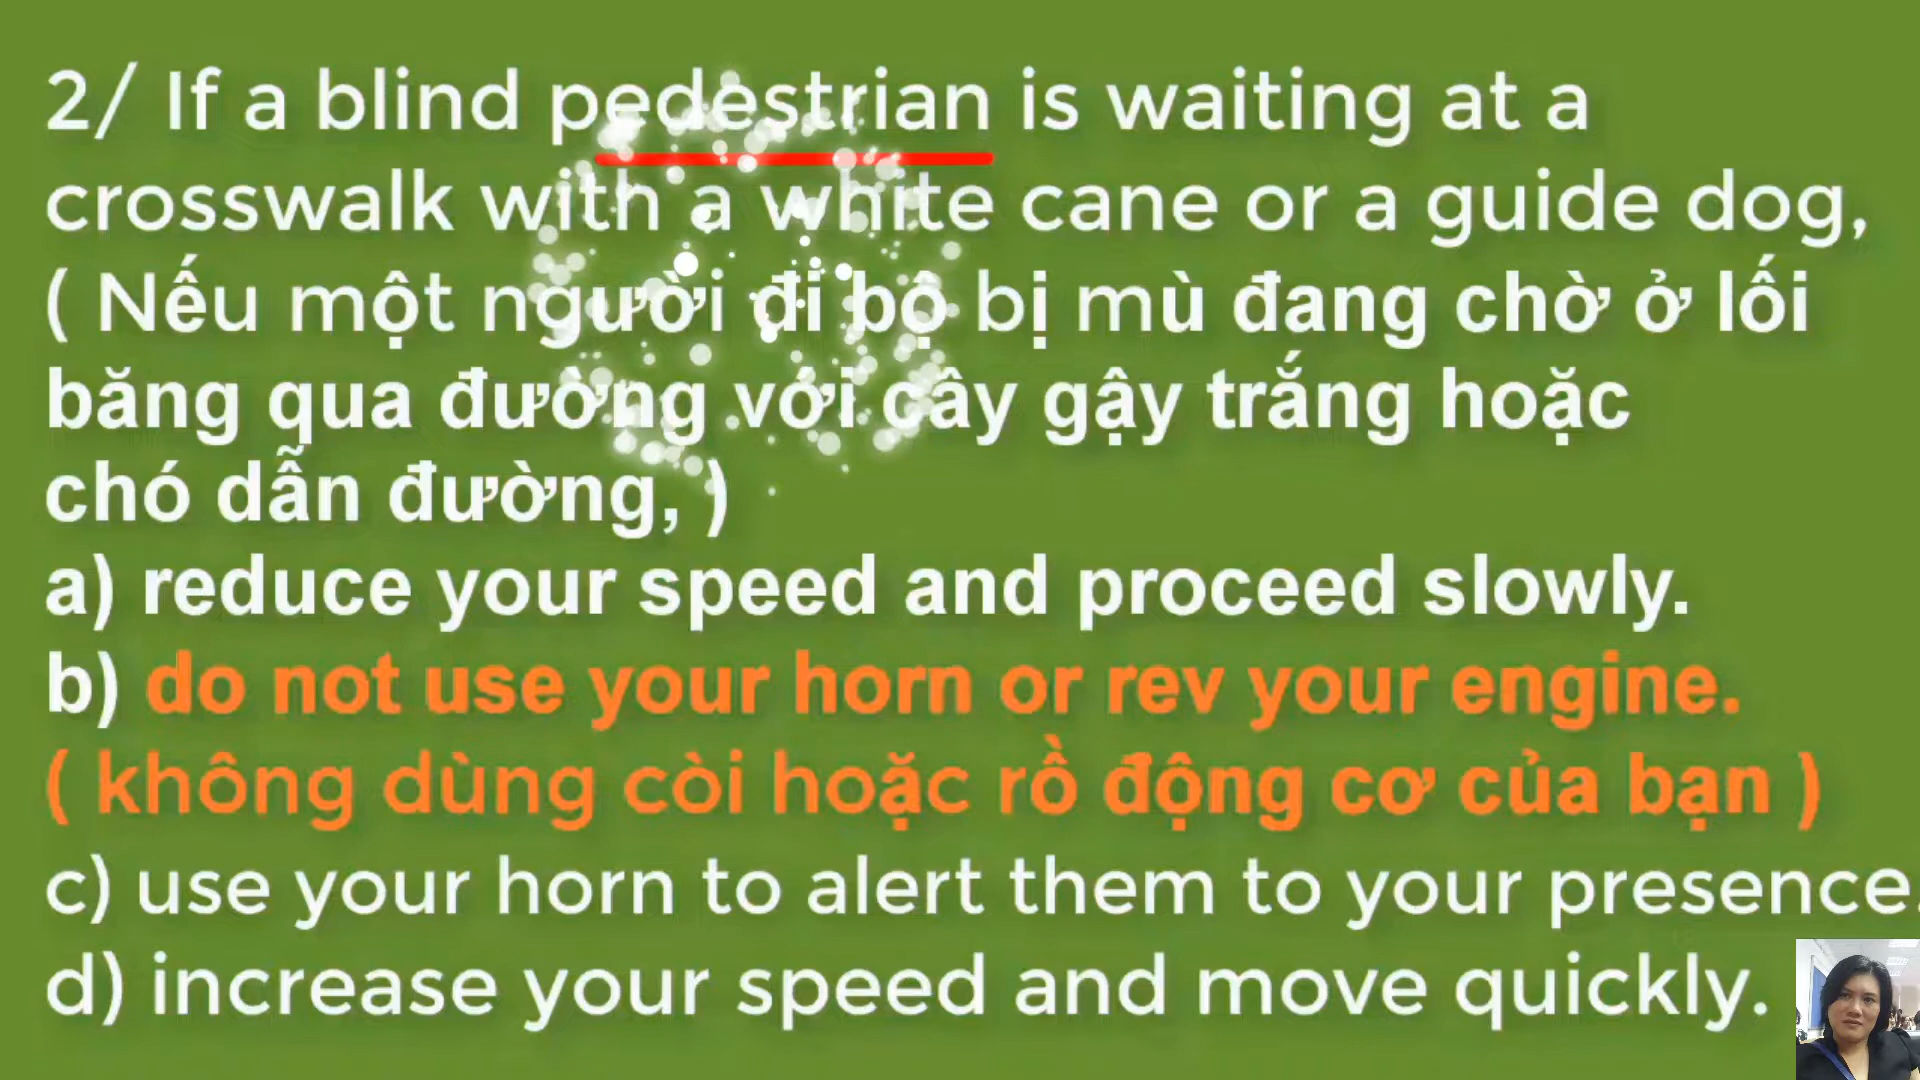 2/ If a blind pedestrian is waiting at a
crosswalk with a white cane or a guide dog,
( Nếu một người đi bộ bị mù đang chờ ở lối
băng qua đường với cây gậy trắng hoặc
chó dẫn đường, )
a) reduce your speed and proceed slowly.
b) do not use your horn or rev your engine.
( không dùng còi hoặc rồ động cơ của bạn )
c) use your horn to alert them to your presence.
d) increase your speed and move quickly.